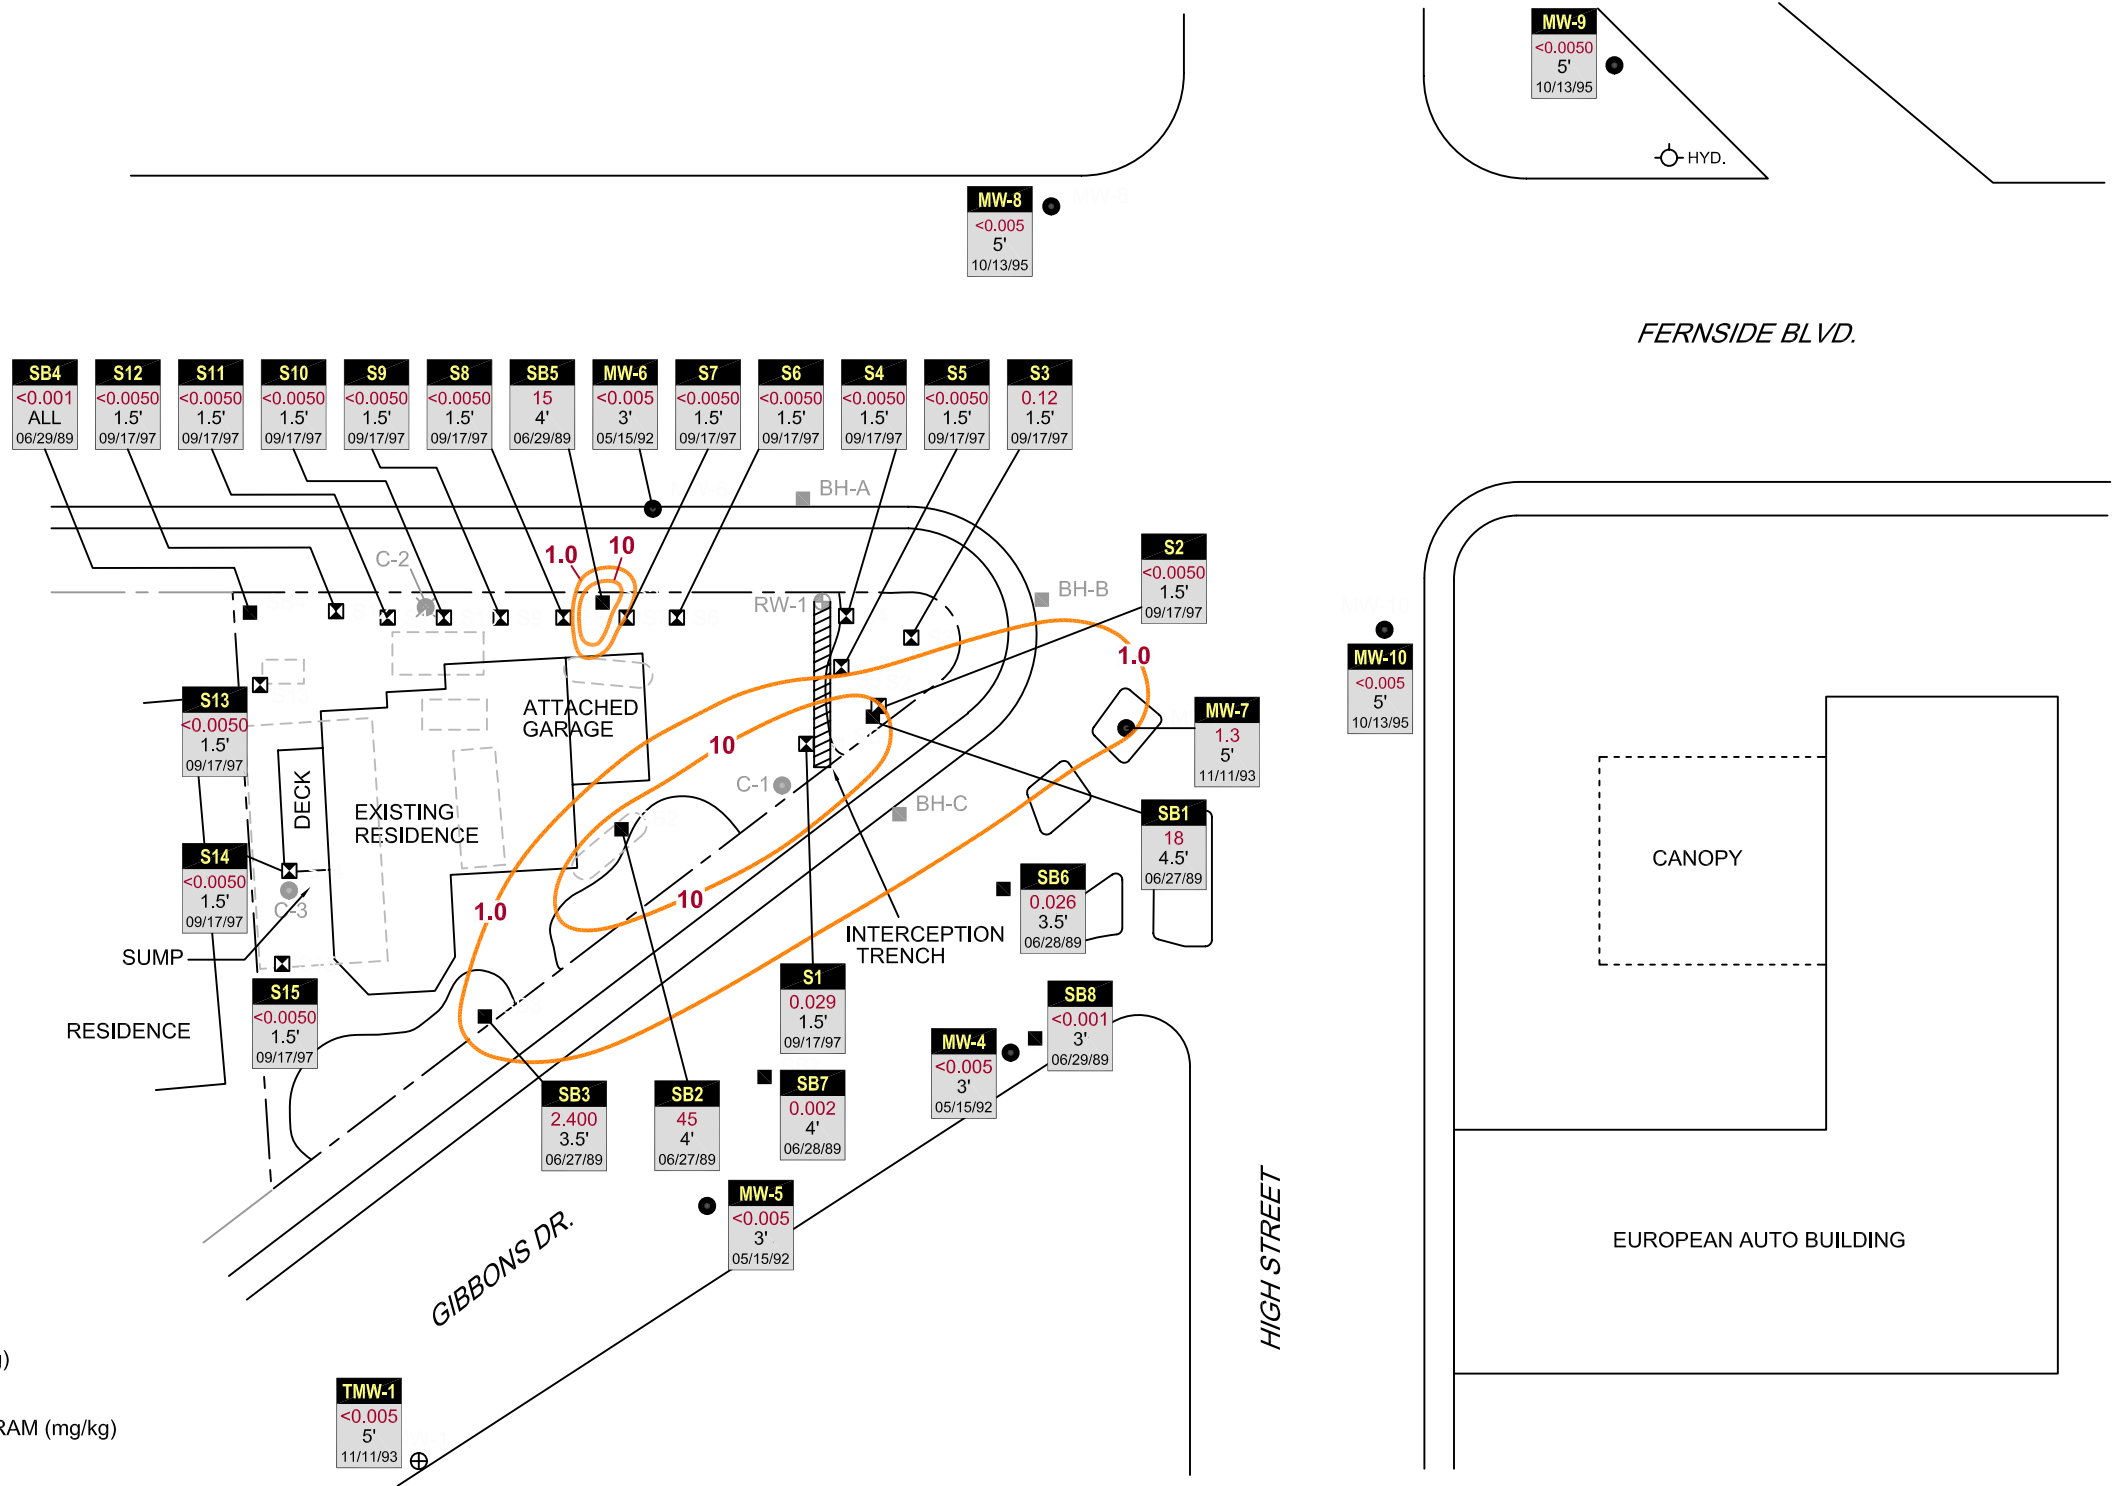 MW-9
<0.0050
5'
10/13/95
HYD.
MW-8
<0.005
5'
10/13/95
FERNSIDE BLVD.
SB4
<0.001
ALL
06/29/89
S12
<0.0050
1.5'
09/17/97
S11
<0.0050
1.5'
09/17/97
S10
<0.0050
1.5'
09/17/97
S9
<0.0050
1.5'
09/17/97
S8
<0.0050
1.5'
09/17/97
SB5
15
4'
06/29/89
MW-6
<0.005
3'
05/15/92
S7
<0.0050
1.5'
09/17/97
S6
<0.0050
1.5'
09/17/97
S4
<0.0050
1.5'
09/17/97
S5
<0.0050
1.5'
09/17/97
S3
0.12
1.5'
09/17/97
BH-A
1.0
10
C-2
S2
<0.0050
1.5'
09/17/97
RW-1
BH-B
1.0
MW-10
<0.005
5'
10/13/95
S13
<0.0050
1.5'
09/17/97
ATTACHED
GARAGE
10
MW-7
1.3
5'
11/11/93
DECK
C-1
BH-C
EXISTING
RESIDENCE
SB1
18
4.5'
06/27/89
CANOPY
S14
<0.0050
1.5'
09/17/97
C-3
1.0
10
SB6
0.026
3.5'
06/28/89
INTERCEPTION
TRENCH
SUMP
S15
<0.0050
1.5'
09/17/97
S1
0.029
1.5'
09/17/97
SB8
<0.001
3'
06/29/89
RESIDENCE
MW-4
<0.005
3'
05/15/92
SB3
2.400
3.5'
06/27/89
SB2
45
4'
06/27/89
SB7
0.002
4'
06/28/89
MW-5
<0.005
3'
05/15/92
GIBBONS DR.
HIGH STREET
EUROPEAN AUTO BUILDING
)
TMW-1
<0.005
5'
11/11/93
RAM (mg/kg)